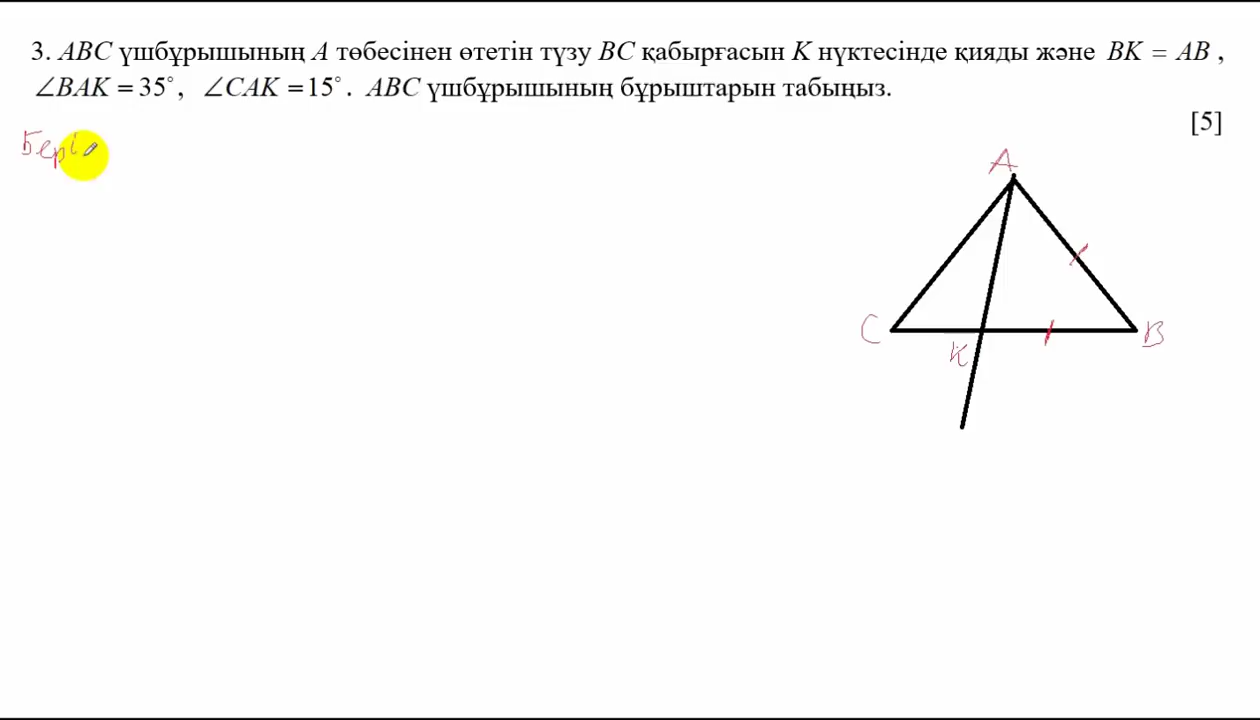 3. ABC үшбұрышының A төбесінен өтетін түзу BC қабырғасын K нүктесінде қияды және BK = AB ,
∠BAK = 35°, ∠CAK = 15°. ABC үшбұрышының бұрыштарын табыңыз.
[5]
Бері
A
C
K
B